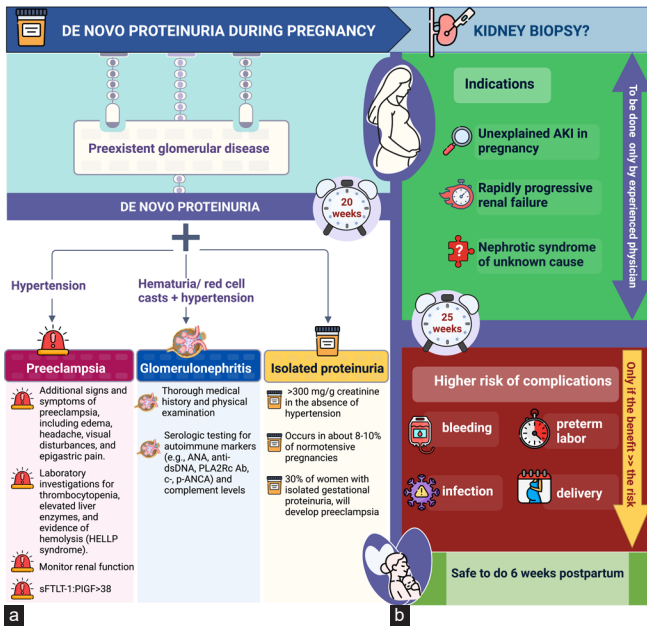 DE NOVO PROTEINURIA DURING PREGNANCY
KIDNEY BIOPSY?
Preexistent glomerular disease
DE NOVO PROTEINURIA
20
weeks
Hypertension
Hematuria/ red cell
casts + hypertension
Preeclampsia
Additional signs and
symptoms of
preeclampsia,
including edema,
headache, visual
disturbances, and
epigastric pain.
Laboratory
investigations for
thrombocytopenia,
elevated liver
enzymes, and
evidence of
hemolysis (HELLP
syndrome).
Monitor renal function
sFTLT-1:PIGF>38
Glomerulonephritis
Thorough medical
history and physical
examination
Serologic testing for
autoimmune markers
(e.g., ANA, anti-
dsDNA, PLA2Rc Ab,
c-, p-ANCA) and
complement levels
Isolated proteinuria
>300 mg/g creatinine
in the absence of
hypertension
Occurs in about 8-10%
of normotensive
pregnancies
30% of women with
isolated gestational
proteinuria, will
develop preeclampsia
a
Indications
Unexplained AKI in
pregnancy
Rapidly progressive
renal failure
?
Nephrotic syndrome
of unknown cause
To be done only by experienced physician
25
weeks
Higher risk of complications
bleeding
preterm
labor
infection
delivery
Only if the benefit >> the risk
Safe to do 6 weeks postpartum
b